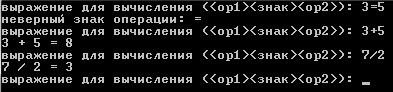 выражение для вычисления (<op1><знак><op2>): 3=5
неверный знак операции: =
выражение для вычисления (<op1><знак><op2>): 3+5
3 + 5 = 8
выражение для вычисления (<op1><знак><op2>): 7/2
7 / 2 = 3
выражение для вычисления (<op1><знак><op2>): _